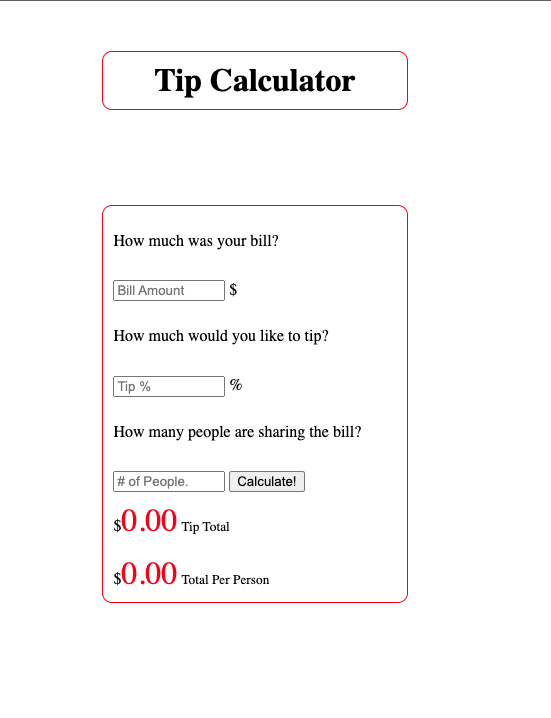 Tip Calculator
How much was your bill?
Bill Amount $
How much would you like to tip?
Tip % %
How many people are sharing the bill?
# of People. Calculate!
$0.00 Tip Total
$0.00 Total Per Person